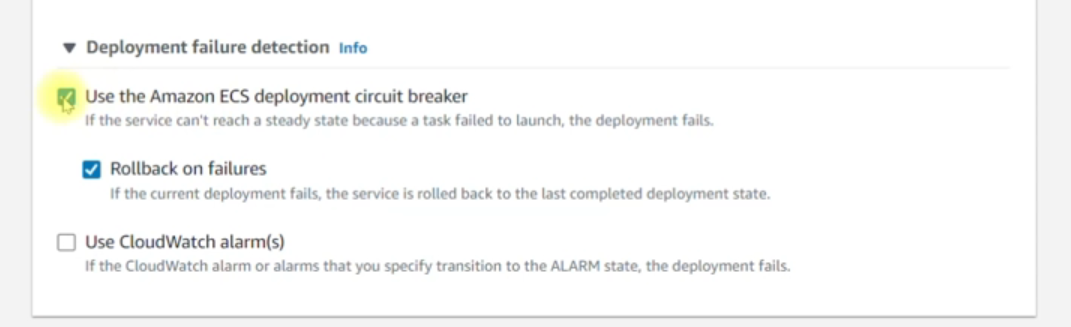 Deployment failure detection Info
Use the Amazon ECS deployment circuit breaker
If the service can't reach a steady state because a task failed to launch, the deployment fails.
Rollback on failures
If the current deployment fails, the service is rolled back to the last completed deployment state.
Use CloudWatch alarm(s)
If the CloudWatch alarm or alarms that you specify transition to the ALARM state, the deployment fails.